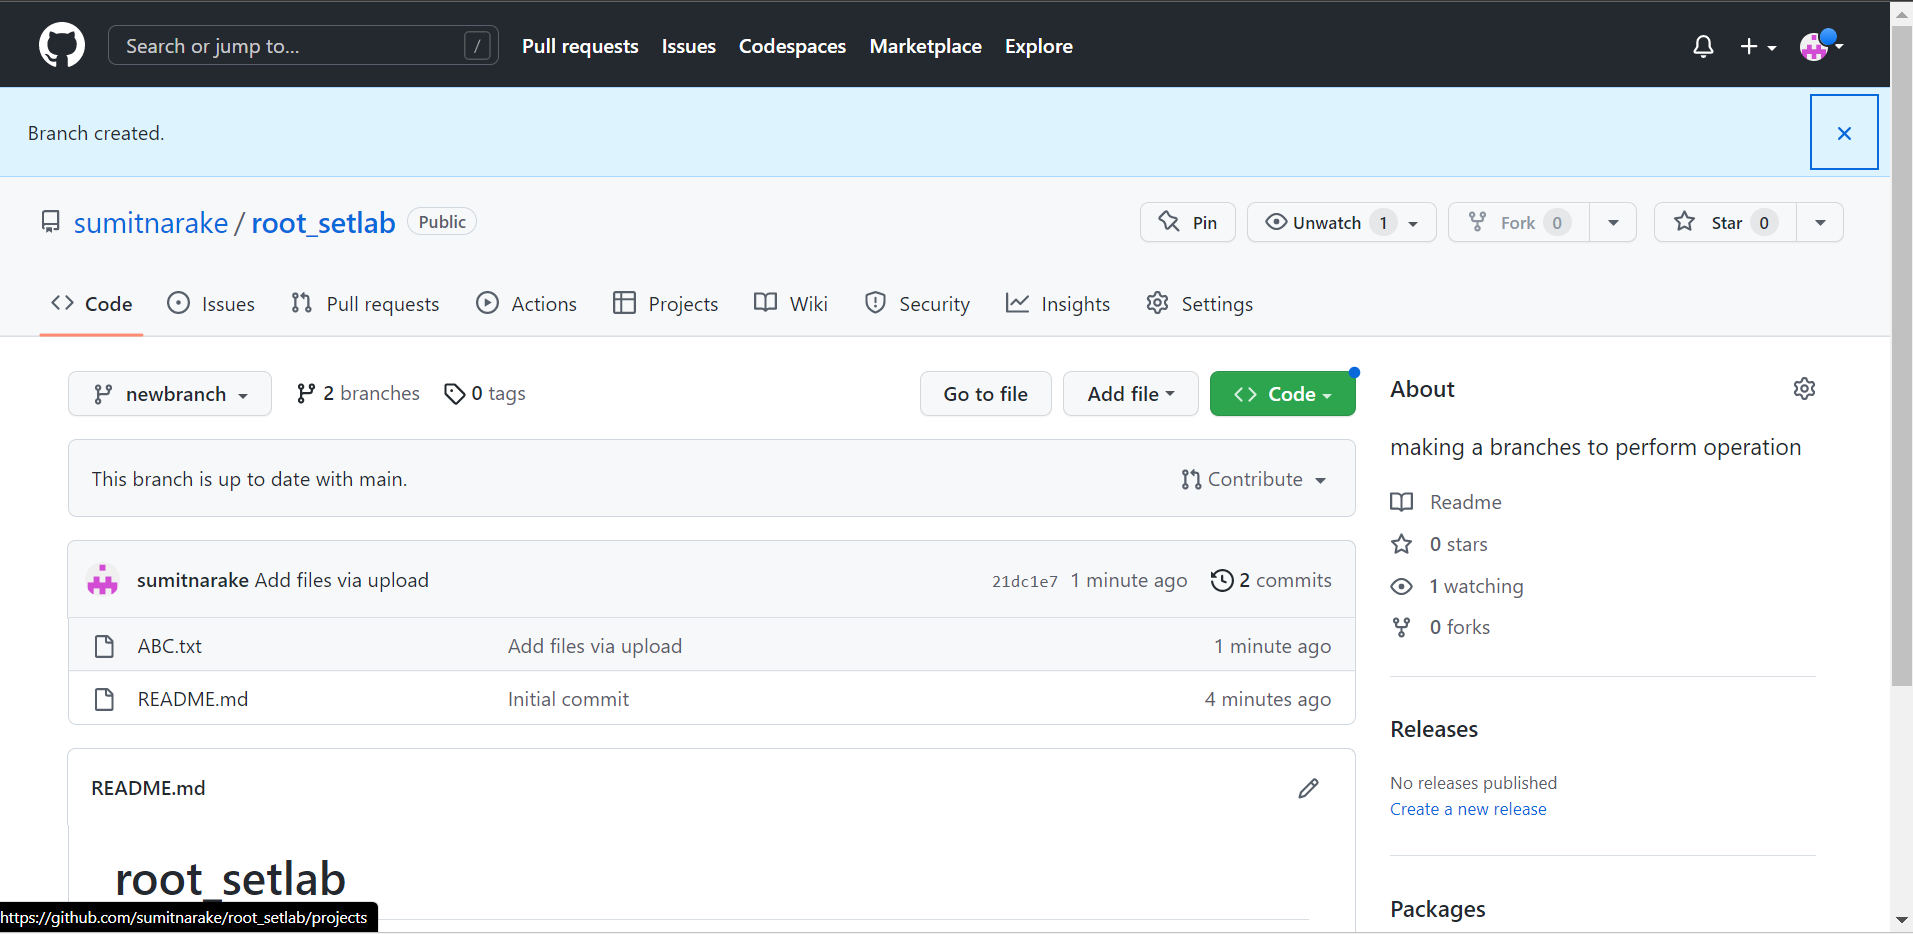 Search or jump to... / Pull requests Issues Codespaces Marketplace Explore
Branch created.
sumitnarake / root_setlab Public Pin Unwatch 1 Fork 0 Star 0
Code Issues Pull requests Actions Projects Wiki Security Insights Settings
newbranch 2 branches 0 tags Go to file Add file Code
This branch is up to date with main. Contribute
sumitnarake Add files via upload 21dc1e7 1 minute ago 2 commits
ABC.txt Add files via upload 1 minute ago
README.md Initial commit 4 minutes ago
README.md
root_setlab
About
making a branches to perform operation
Readme
0 stars
1 watching
0 forks
Releases
No releases published
Create a new release
Packages
https://github.com/sumitnarake/root_setlab/projects